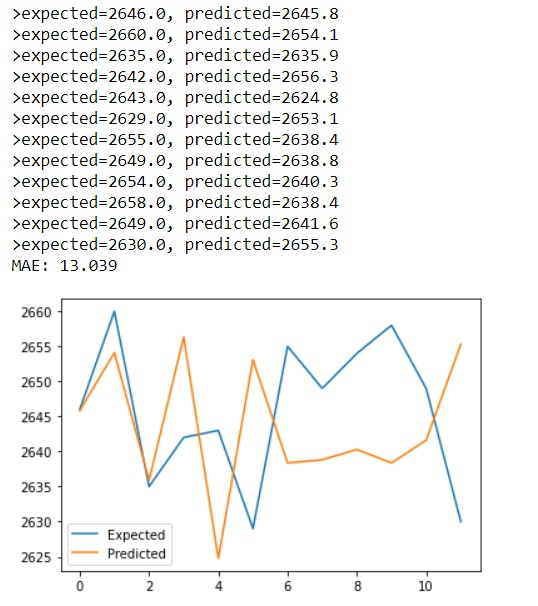 >expected=2646.0, predicted=2645.8
>expected=2660.0, predicted=2654.1
>expected=2635.0, predicted=2635.9
>expected=2642.0, predicted=2656.3
>expected=2643.0, predicted=2624.8
>expected=2629.0, predicted=2653.1
>expected=2655.0, predicted=2638.4
>expected=2649.0, predicted=2638.8
>expected=2654.0, predicted=2640.3
>expected=2658.0, predicted=2638.4
>expected=2649.0, predicted=2641.6
>expected=2630.0, predicted=2655.3
MAE: 13.039
2660
2655
2650
2645
2640
2635
2630
2625
Expected
Predicted
0 2 4 6 8 10